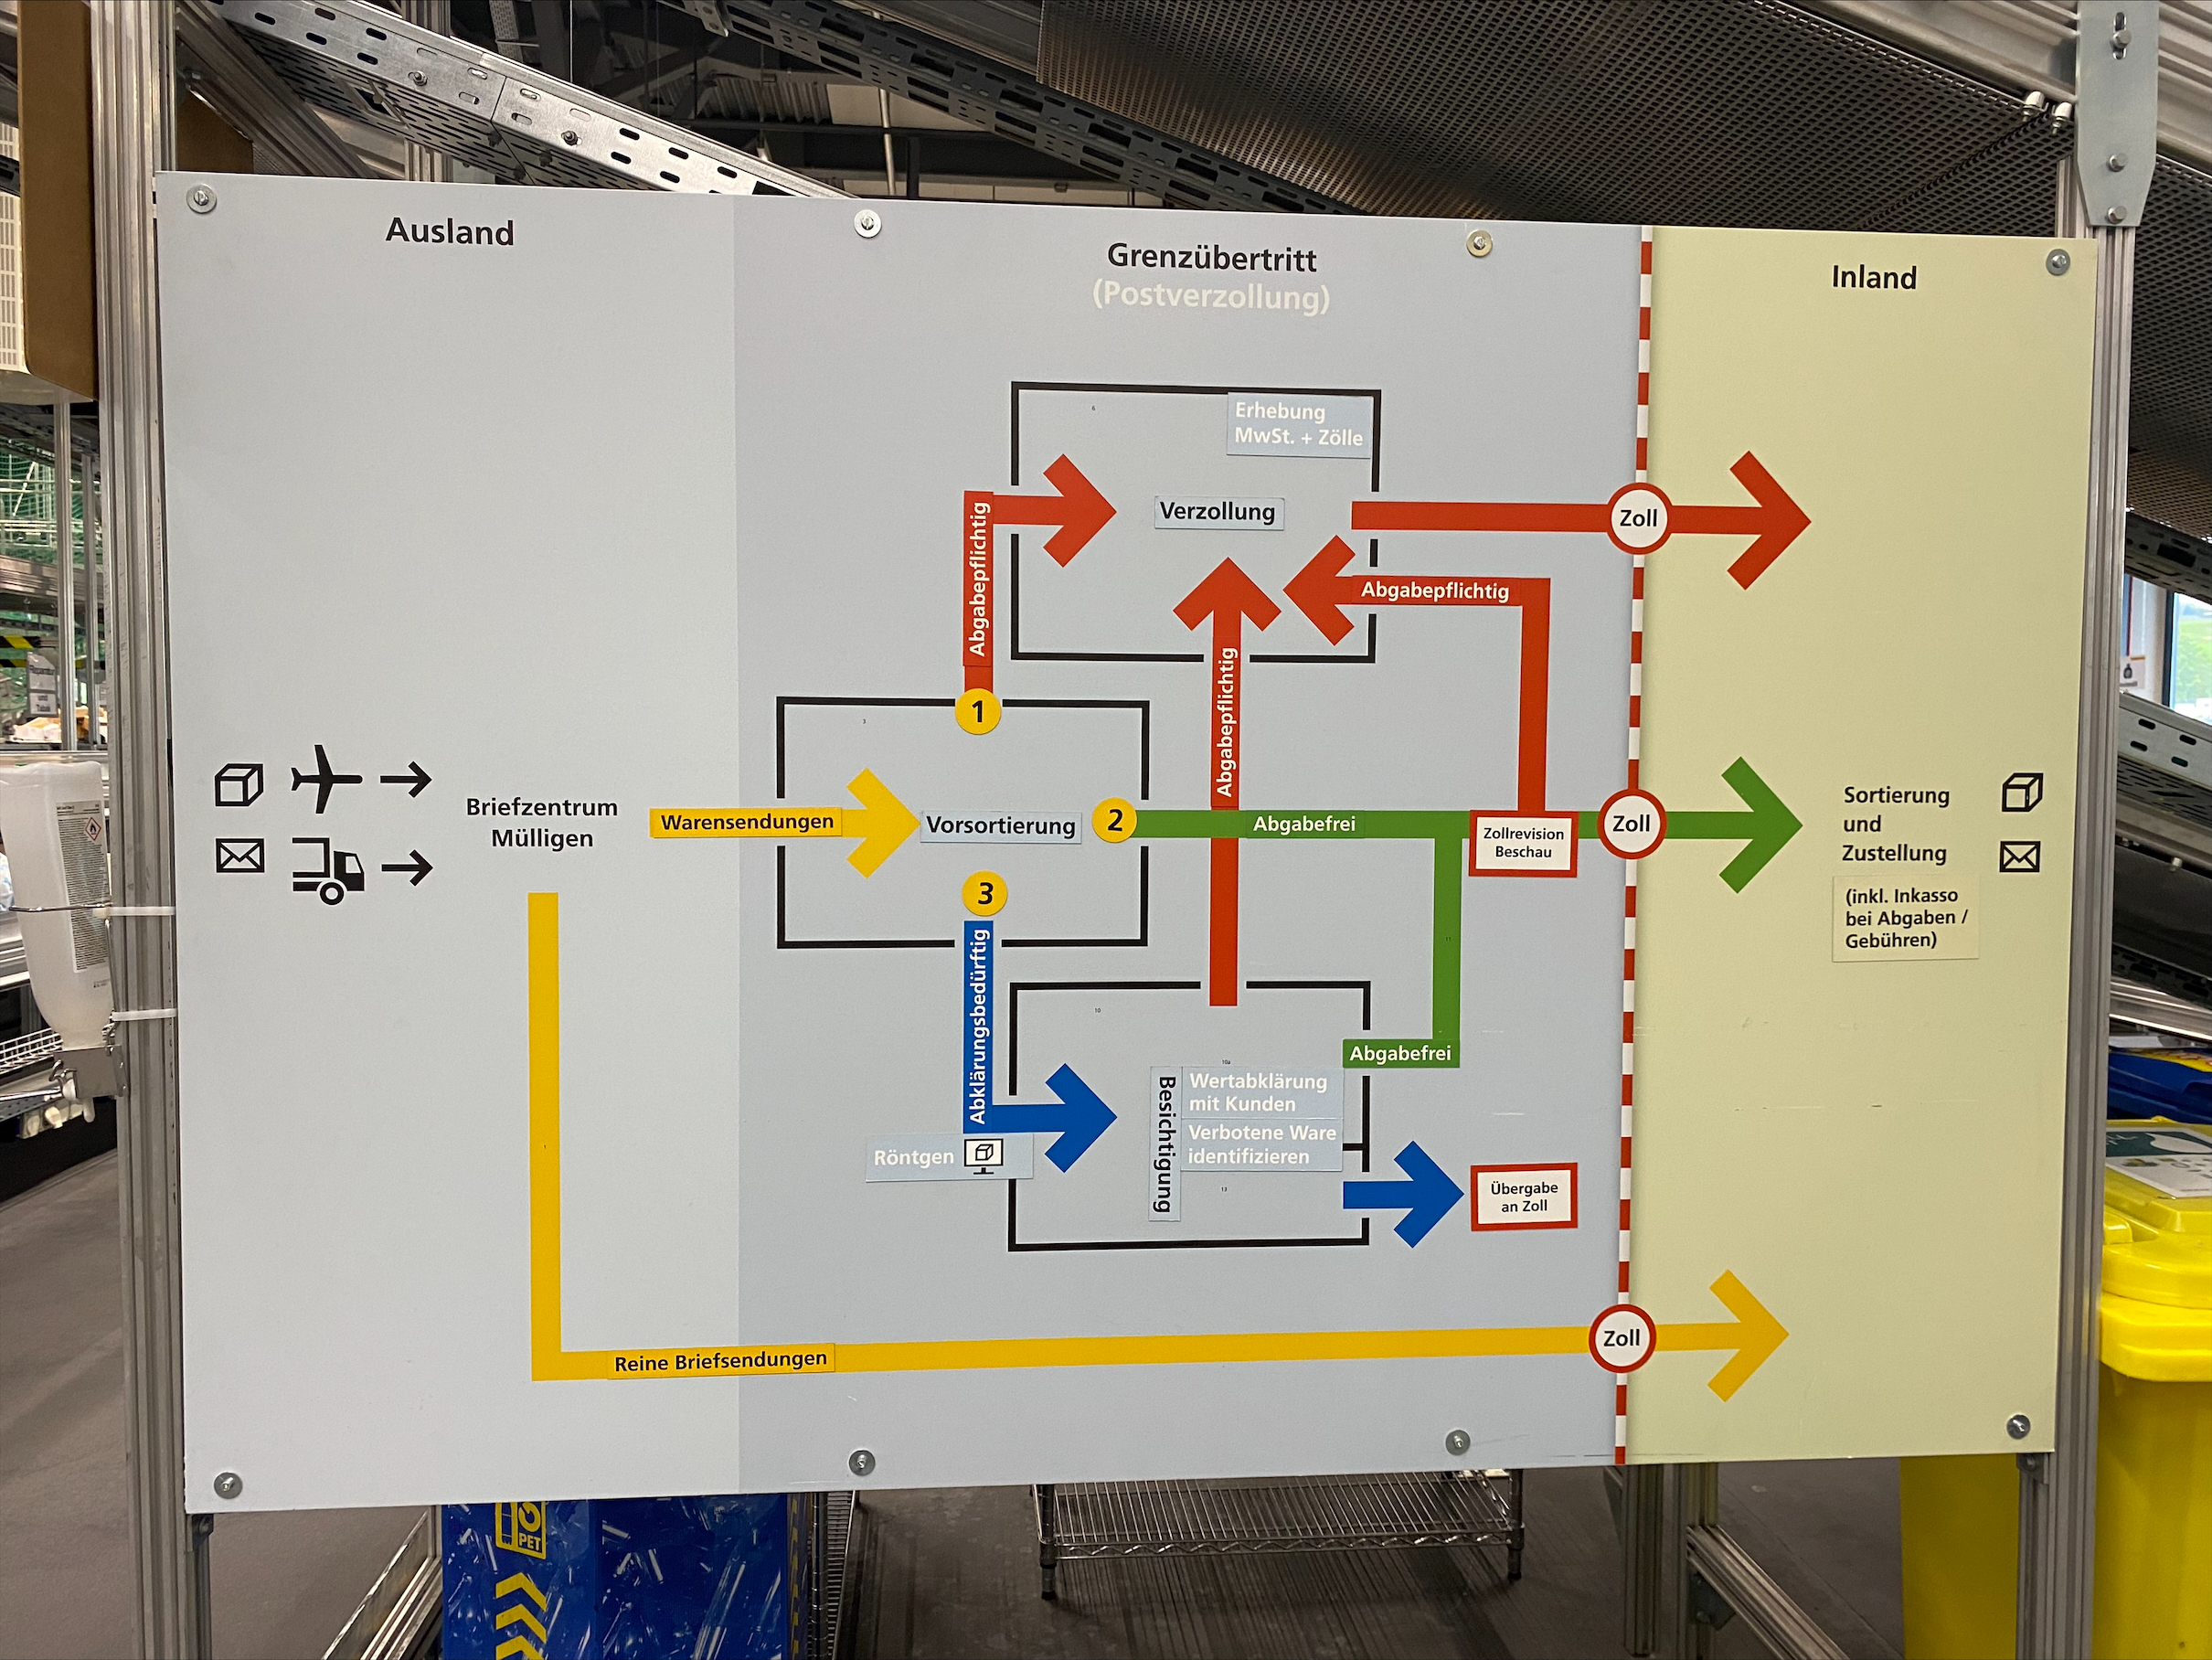 Ausland
Grenzübertritt
(Postverzollung)
Inland
Erhebung
MwSt. + Zölle
Verzollung
Zoll
Abgabepflichtig
Abgabepflichtig
Abgabepflichtig
1
Briefzentrum
Mülligen
Warensendungen
Vorsortierung
2
Abgabefrei
Zollrevision
Beschau
Zoll
Sortierung
und
Zustellung
(inkl. Inkasso
bei Abgaben /
Gebühren)
3
Abklärungsbedürftig
Abgabefrei
Röntgen
Besichtigung
Wertabklärung
mit Kunden
Verbotene Ware
identifizieren
Übergabe
an Zoll
Reine Briefsendungen
Zoll
PET